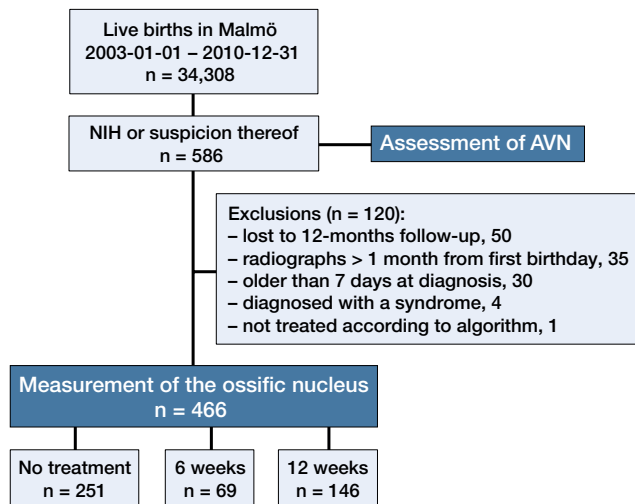 Live births in Malmö
2003-01-01 – 2010-12-31
n = 34,308
NIH or suspicion thereof
n = 586
Assessment of AVN
Exclusions (n = 120):
– lost to 12-months follow-up, 50
– radiographs > 1 month from first birthday, 35
– older than 7 days at diagnosis, 30
– diagnosed with a syndrome, 4
– not treated according to algorithm, 1
Measurement of the ossific nucleus
n = 466
No treatment
n = 251
6 weeks
n = 69
12 weeks
n = 146